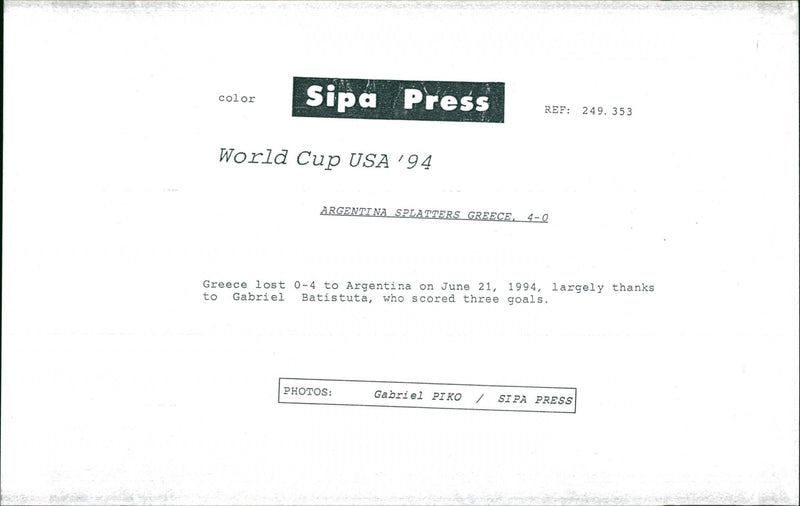 color
Sipa Press
REF: 249.353
World Cup USA '94
ARGENTINA SPLATTERS GREECE, 4-0
Greece lost 0-4 to Argentina on June 21, 1994, largely thanks
to Gabriel Batistuta, who scored three goals.
PHOTOS: Gabriel PIKO / SIPA PRESS